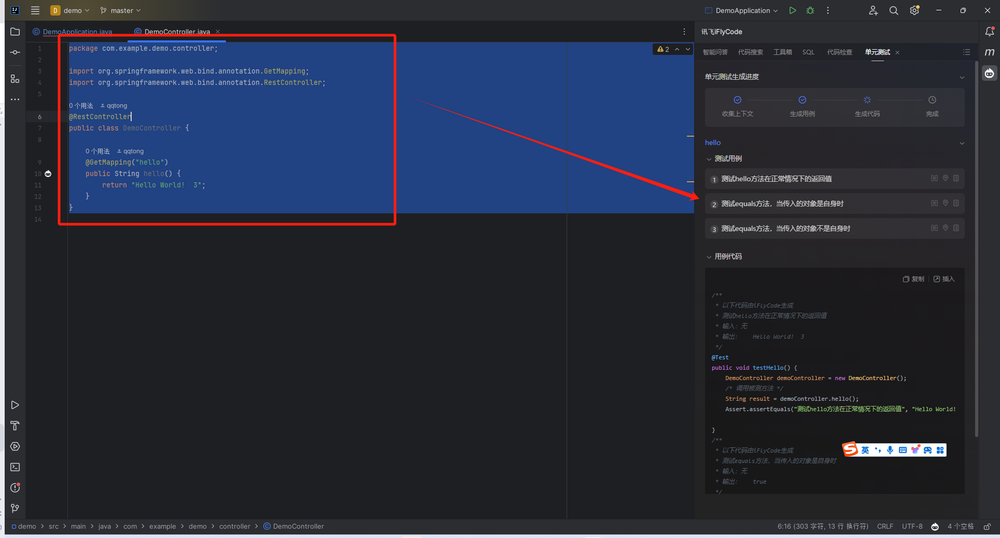 D demo master
DemoApplication
DemoApplication.java
DemoController.java
讯飞iFlyCode
智能问答 代码搜索 工具箱 SQL 代码检查 单元测试
2
1 package com.example.demo.controller;
2
3 import org.springframework.web.bind.annotation.GetMapping;
4 import org.springframework.web.bind.annotation.RestController;
5
0 个用法 qqtong
6 @RestController
7 public class DemoController {
8
0 个用法 qqtong
9 @GetMapping("hello")
10 public String hello() {
11 return "Hello World!  3";
12 }
13 }
14
单元测试生成进度
收集上下文 生成用例 生成代码 完成
hello
测试用例
1 测试hello方法在正常情况下的返回值
2 测试equals方法，当传入的对象是自身时
3 测试equals方法，当传入的对象不是自身时
用例代码
复制 插入
/**
* 以下代码由iFlyCode生成
* 测试hello方法在正常情况下的返回值
* 输入：无
* 输出：  Hello World!  3
*/
@Test
public void testHello() {
DemoController demoController = new DemoController();
/* 调用被测方法 */
String result = demoController.hello();
Assert.assertEquals("测试hello方法在正常情况下的返回值", "Hello World!
}
/**
* 以下代码由iFlyCode生成
* 测试equals方法，当传入的对象是自身时
* 输入：无
* 输出：  true
*/
S 英
demo > src > main > java > com > example > demo > controller > DemoController
6:16 (303 字符, 13 行 换行符) CRLF UTF-8 4 个空格